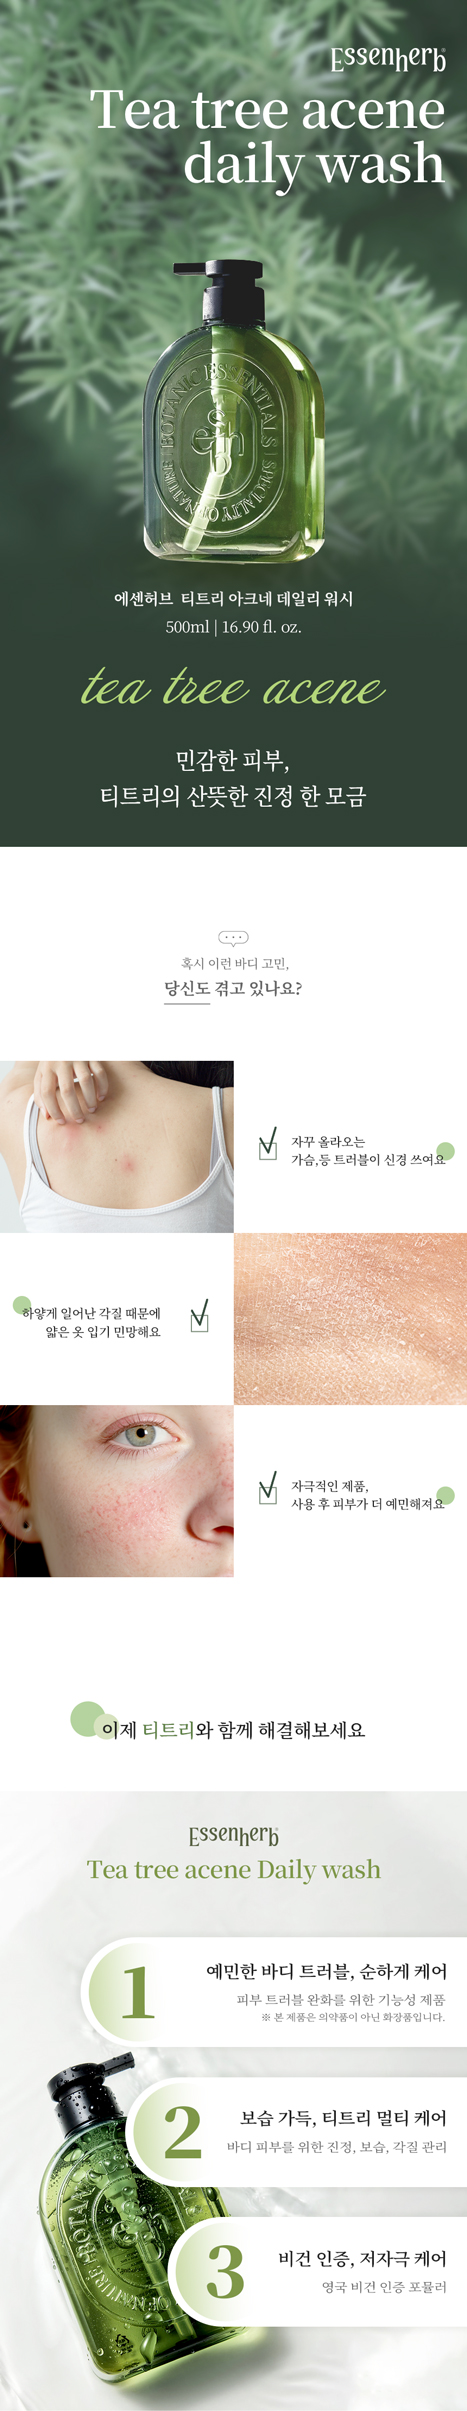 Essenherb
Tea tree acene
daily wash
BOTANIC ESSENTIALS | SPECIALTY OF NATURE
에센허브 티트리 아크네 데일리 워시
500ml | 16.90 fl. oz.
tea tree acene
민감한 피부,
티트리의 산뜻한 진정 한 모금
혹시 이런 바디 고민,
당신도 겪고 있나요?
자꾸 올라오는
가슴,등 트러블이 신경 쓰여요
하얗게 일어난 각질 때문에
얇은 옷 입기 민망해요
자극적인 제품,
사용 후 피부가 더 예민해져요
이제 티트리와 함께 해결해보세요
Essenherb
Tea tree acene Daily wash
1
예민한 바디 트러블, 순하게 케어
피부 트러블 완화를 위한 기능성 제품
※ 본 제품은 의약품이 아닌 화장품입니다.
2
보습 가득, 티트리 멀티 케어
바디 피부를 위한 진정, 보습, 각질 관리
3
비건 인증, 저자극 케어
영국 비건 인증 포뮬러